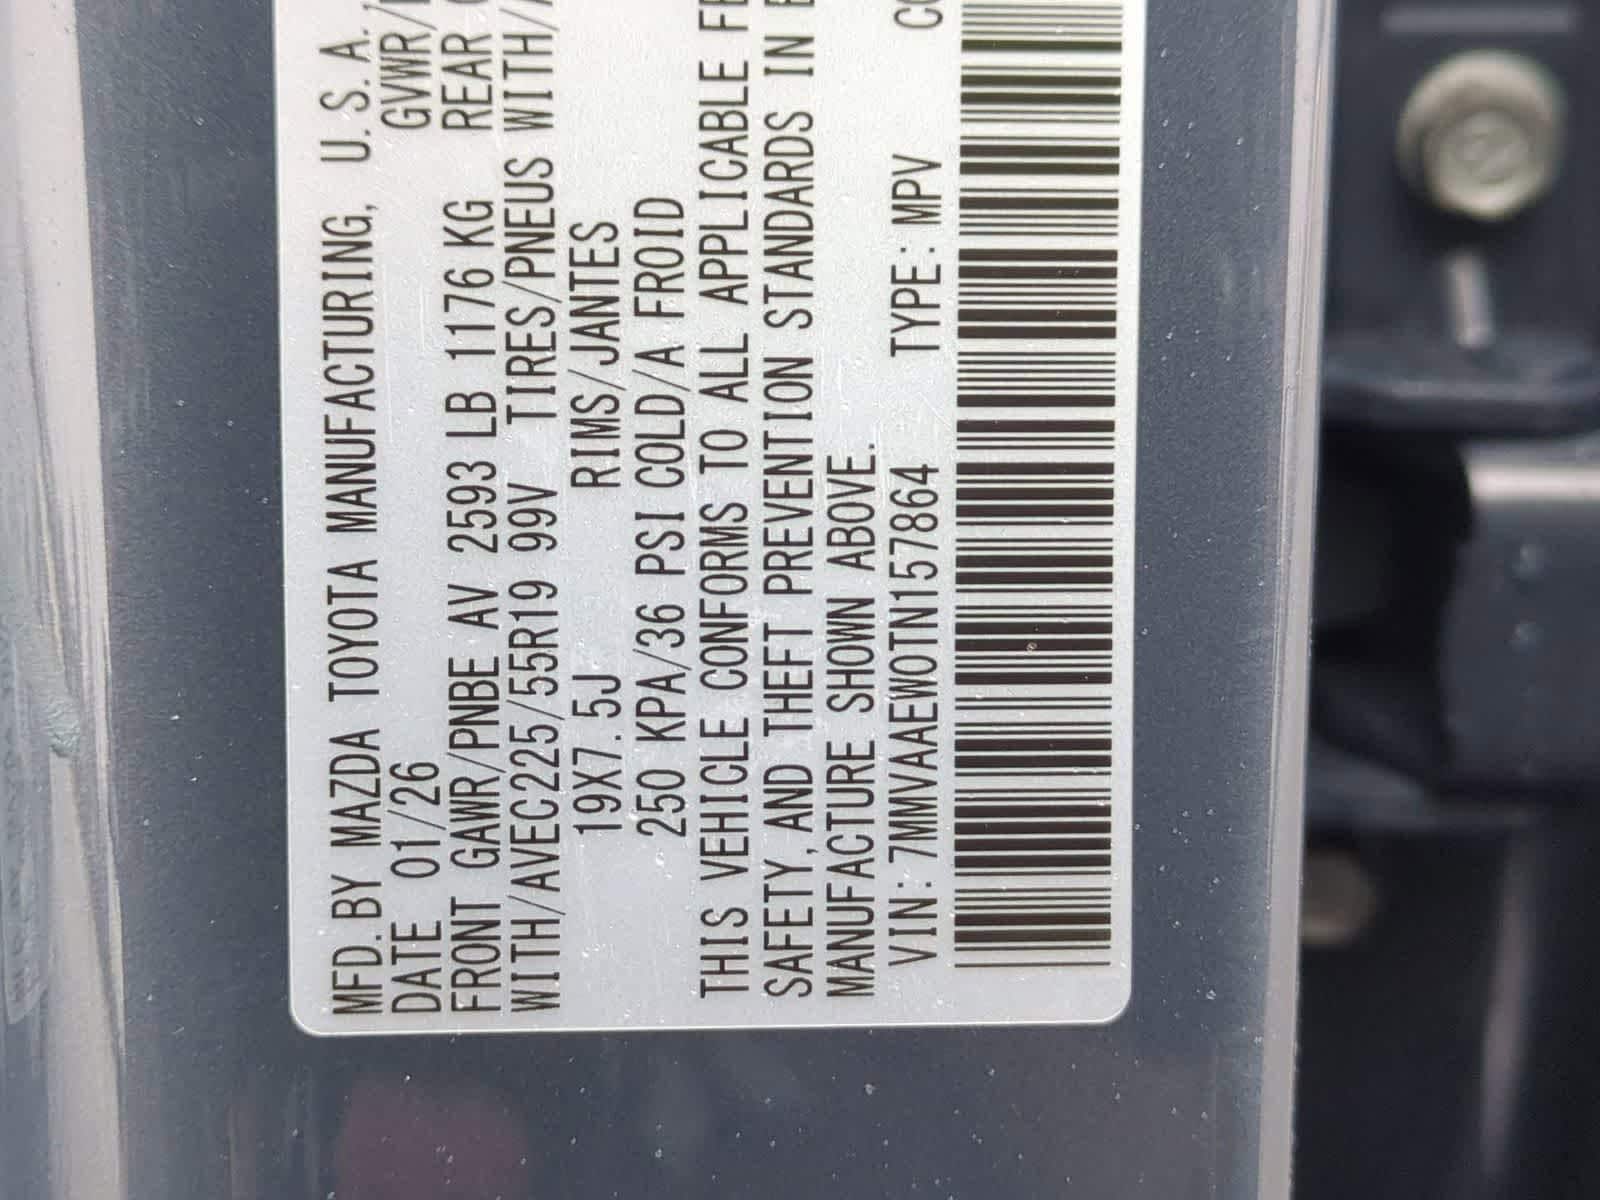 MFD. BY MAZDA TOYOTA MANUFACTURING, U.S.A.
DATE 01/26 GVWR/
FRONT GAWR/PNBE AV 2593 LB 1176 KG REAR
WITH/AVEC225/55R19 99V TIRES/PNEUS WITH/
19X7.5J RIMS/JANTES
250 KPA/36 PSI COLD/A FROID
THIS VEHICLE CONFORMS TO ALL APPLICABLE
SAFETY, AND THEFT PREVENTION STANDARDS IN
MANUFACTURE SHOWN ABOVE.
VIN: 7MMVAAEW0TN157864 TYPE: MPV